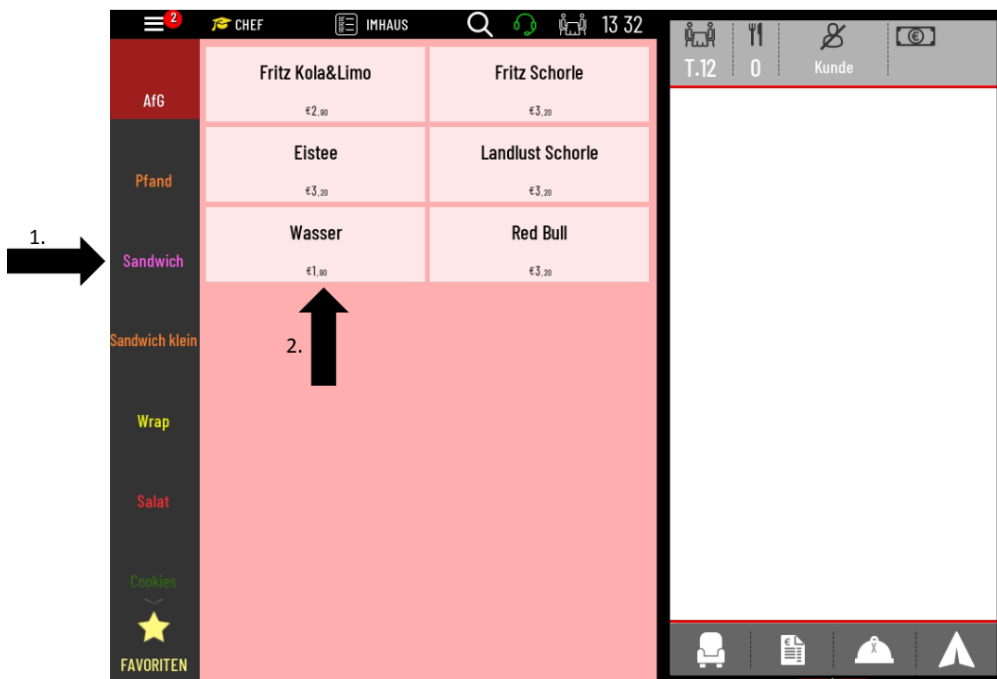 2
CHEF
IMHAUS
13 32
T.12
0
Kunde
AfG
Pfand
1.
Sandwich
Sandwich klein
Wrap
Salat
Cookies
FAVORITEN
Fritz Kola&Limo
€2,90
Fritz Schorle
€3,20
Eistee
€3,20
Landlust Schorle
€3,20
Wasser
€1,90
Red Bull
€3,20
2.
€
€
X